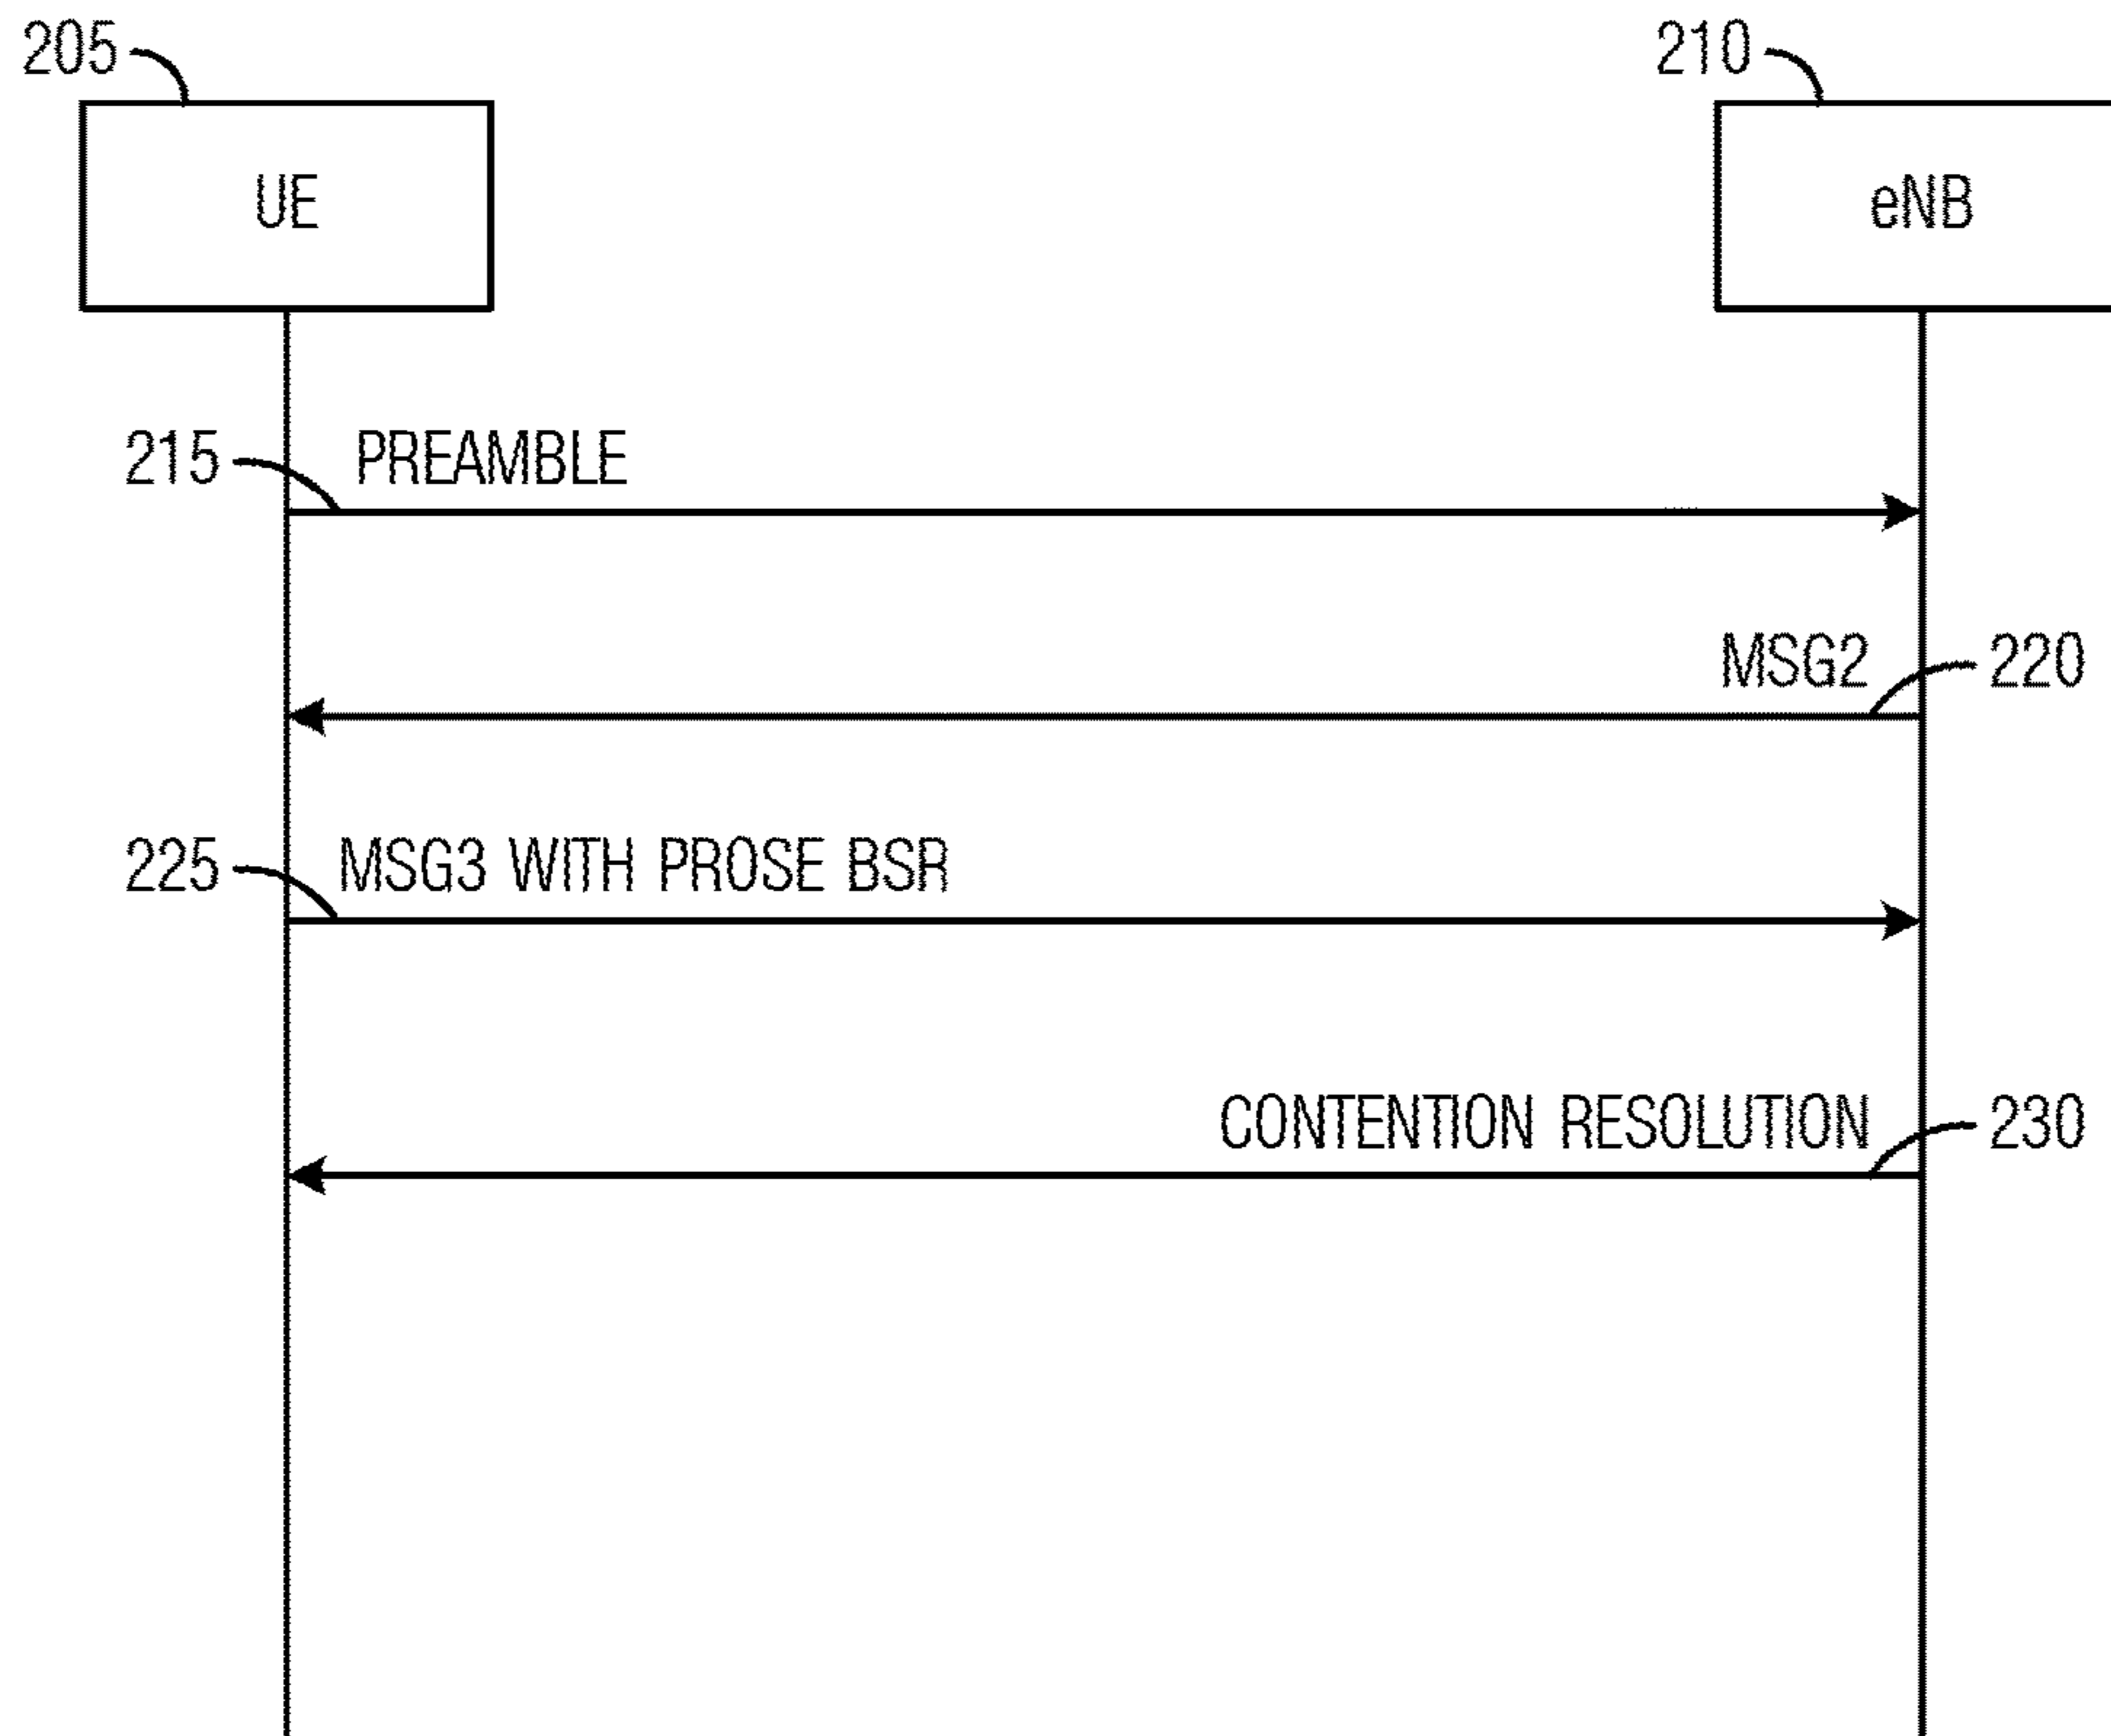 205
210
UE
eNB
215
PREAMBLE
MSG2
220
225
MSG3 WITH PROSE BSR
CONTENTION RESOLUTION
230